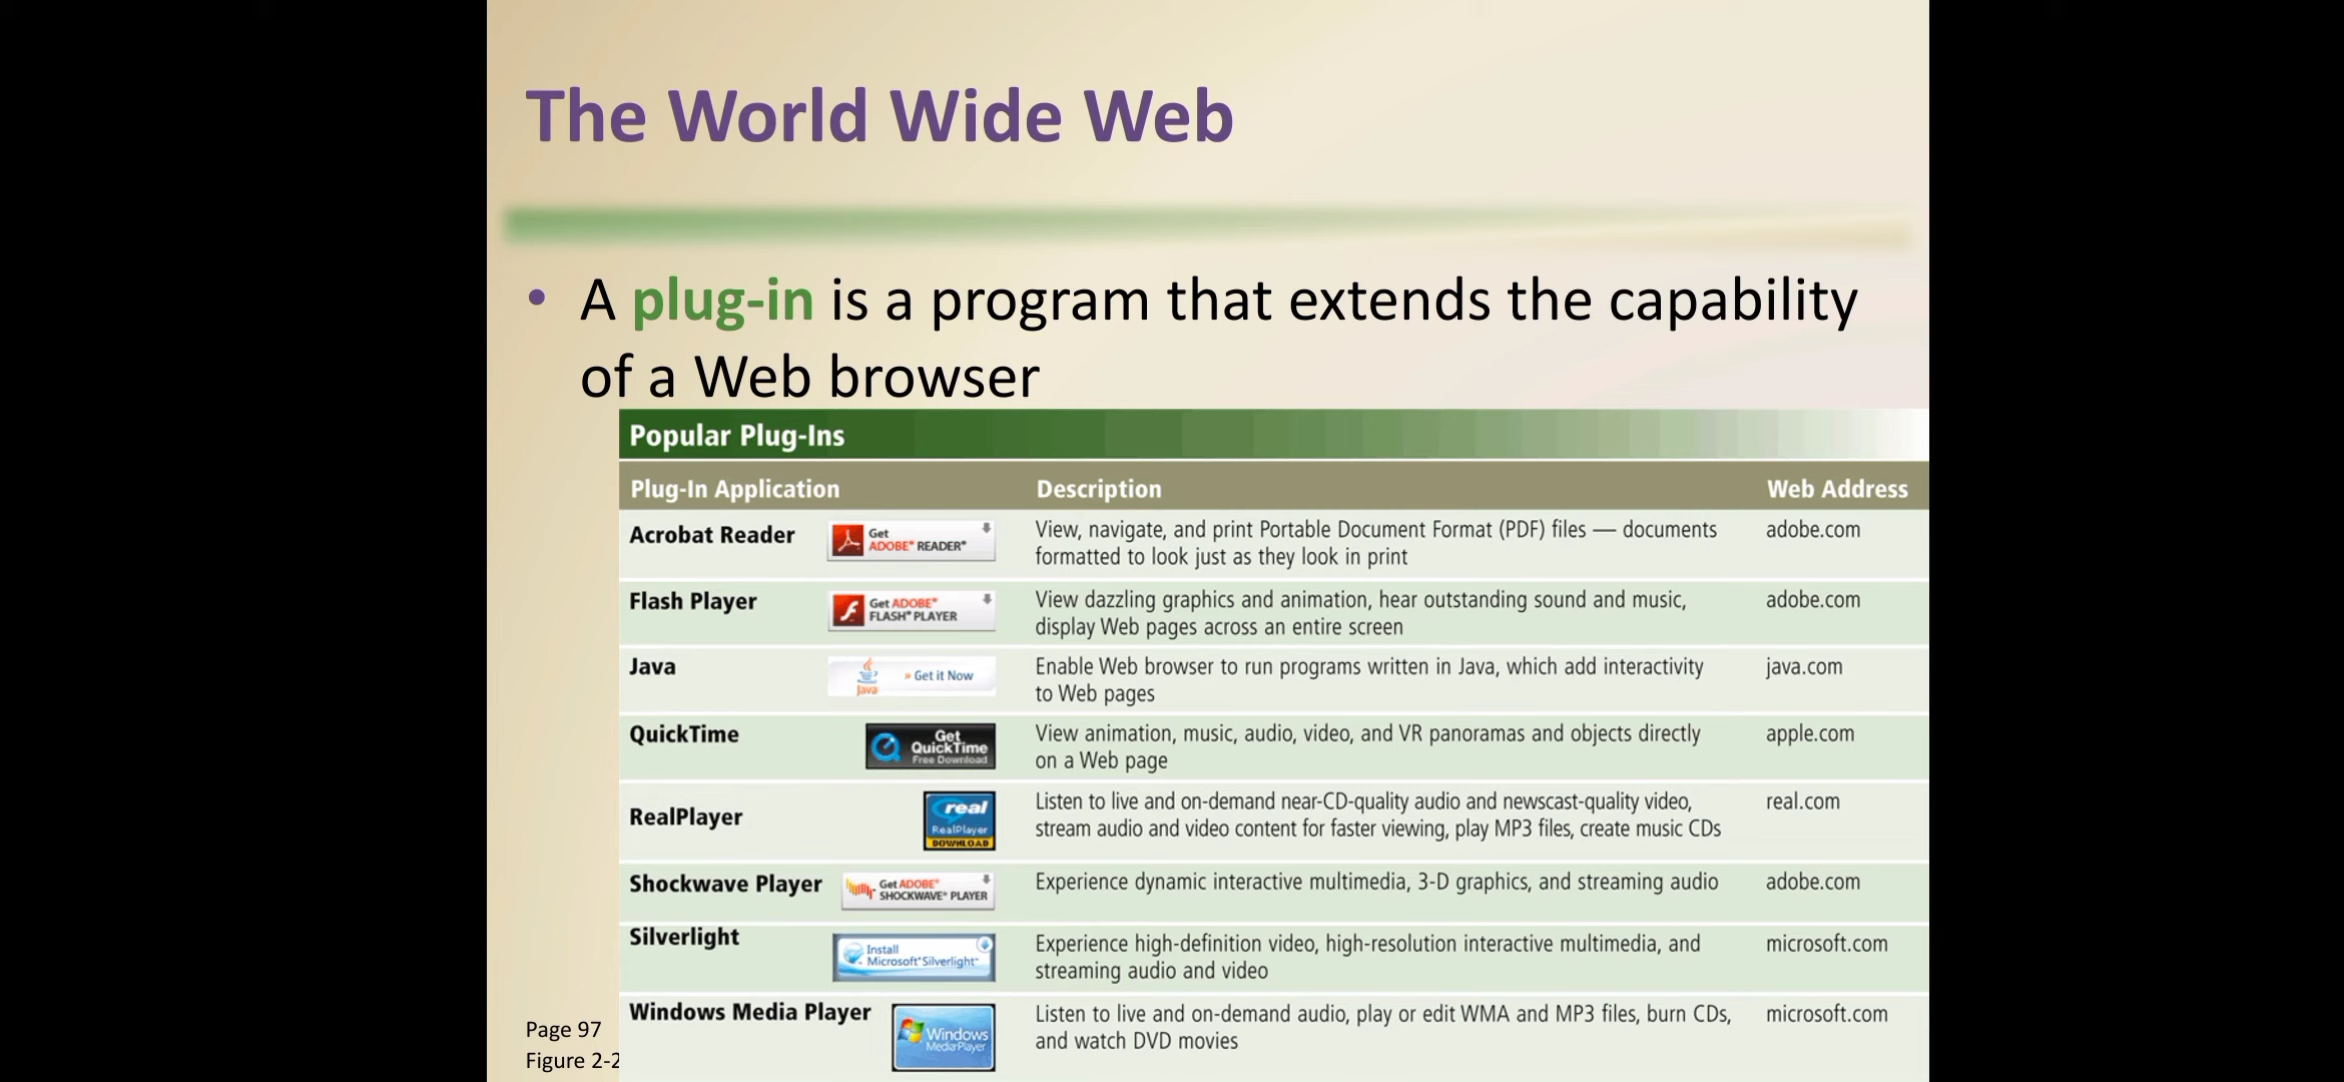 The World Wide Web
• A plug-in is a program that extends the capability
of a Web browser
Popular Plug-Ins
Plug-In Application Description Web Address
Acrobat Reader
Get
ADOBE® READER®
View, navigate, and print Portable Document Format (PDF) files — documents
formatted to look just as they look in print
adobe.com
Flash Player
Get ADOBE®
FLASH® PLAYER
View dazzling graphics and animation, hear outstanding sound and music,
display Web pages across an entire screen
adobe.com
Java
Java
» Get it Now
Enable Web browser to run programs written in Java, which add interactivity
to Web pages
java.com
QuickTime
Get
QuickTime
Free Download
View animation, music, audio, video, and VR panoramas and objects directly
on a Web page
apple.com
RealPlayer
real
RealPlayer
DOWNLOAD
Listen to live and on-demand near-CD-quality audio and newscast-quality video,
stream audio and video content for faster viewing, play MP3 files, create music CDs
real.com
Shockwave Player
Get ADOBE®
SHOCKWAVE® PLAYER
Experience dynamic interactive multimedia, 3-D graphics, and streaming audio
adobe.com
Silverlight
Install
Microsoft® Silverlight™
Experience high-definition video, high-resolution interactive multimedia, and
streaming audio and video
microsoft.com
Windows Media Player
Windows
Media Player
Listen to live and on-demand audio, play or edit WMA and MP3 files, burn CDs,
and watch DVD movies
microsoft.com
Page 97
Figure 2-2